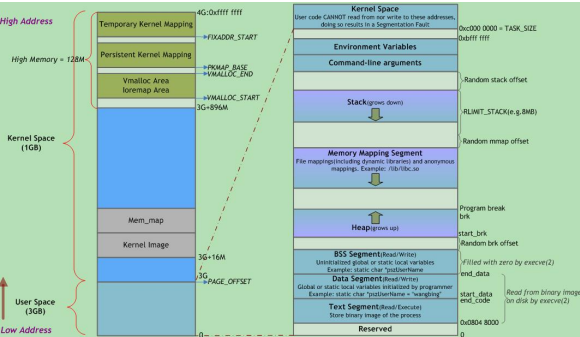 High Address
4G:0xffff ffff
Temporary Kernel Mapping
FIXADDR_START
High Memory = 128M
Persistent Kernel Mapping
PKMAP_BASE
VMALLOC_END
Vmalloc Area
Ioremap Area
VMALLOC_START
3G+896M
Kernel Space
(1GB)
Mem_map
Kernel Image
3G+16M
3G
PAGE_OFFSET
User Space
(3GB)
Low Address
0
Kernel Space
User code CANNOT read from nor write to these addresses,
doing so results in a Segmentation Fault
0xc000 0000 = TASK_SIZE
0xbfff ffff
Environment Variables
Command-line arguments
Random stack offset
Stack(grows down)
RLIMIT_STACK(e.g.8MB)
Random mmap offset
Memory Mapping Segment
File mappings(including dynamic libraries) and anonymous
mappings. Example: /lib/libc.so
Program break
brk
Heap(grows up)
start_brk
Random brk offset
BSS Segment(Read/Write)
Uninitialized global or static local variables
Example: static char *pszUserName
Filled with zero by execve(2)
end_data
Data Segment(Read/Write)
Global or static local variables initialized by programmer
Example: static char *pszUserName = "wangbing"
start_data
end_code
Read from binary image
on disk by execve(2)
Text Segment(Read/Execute)
Store binary image of the process
0x0804 8000
Reserved
0